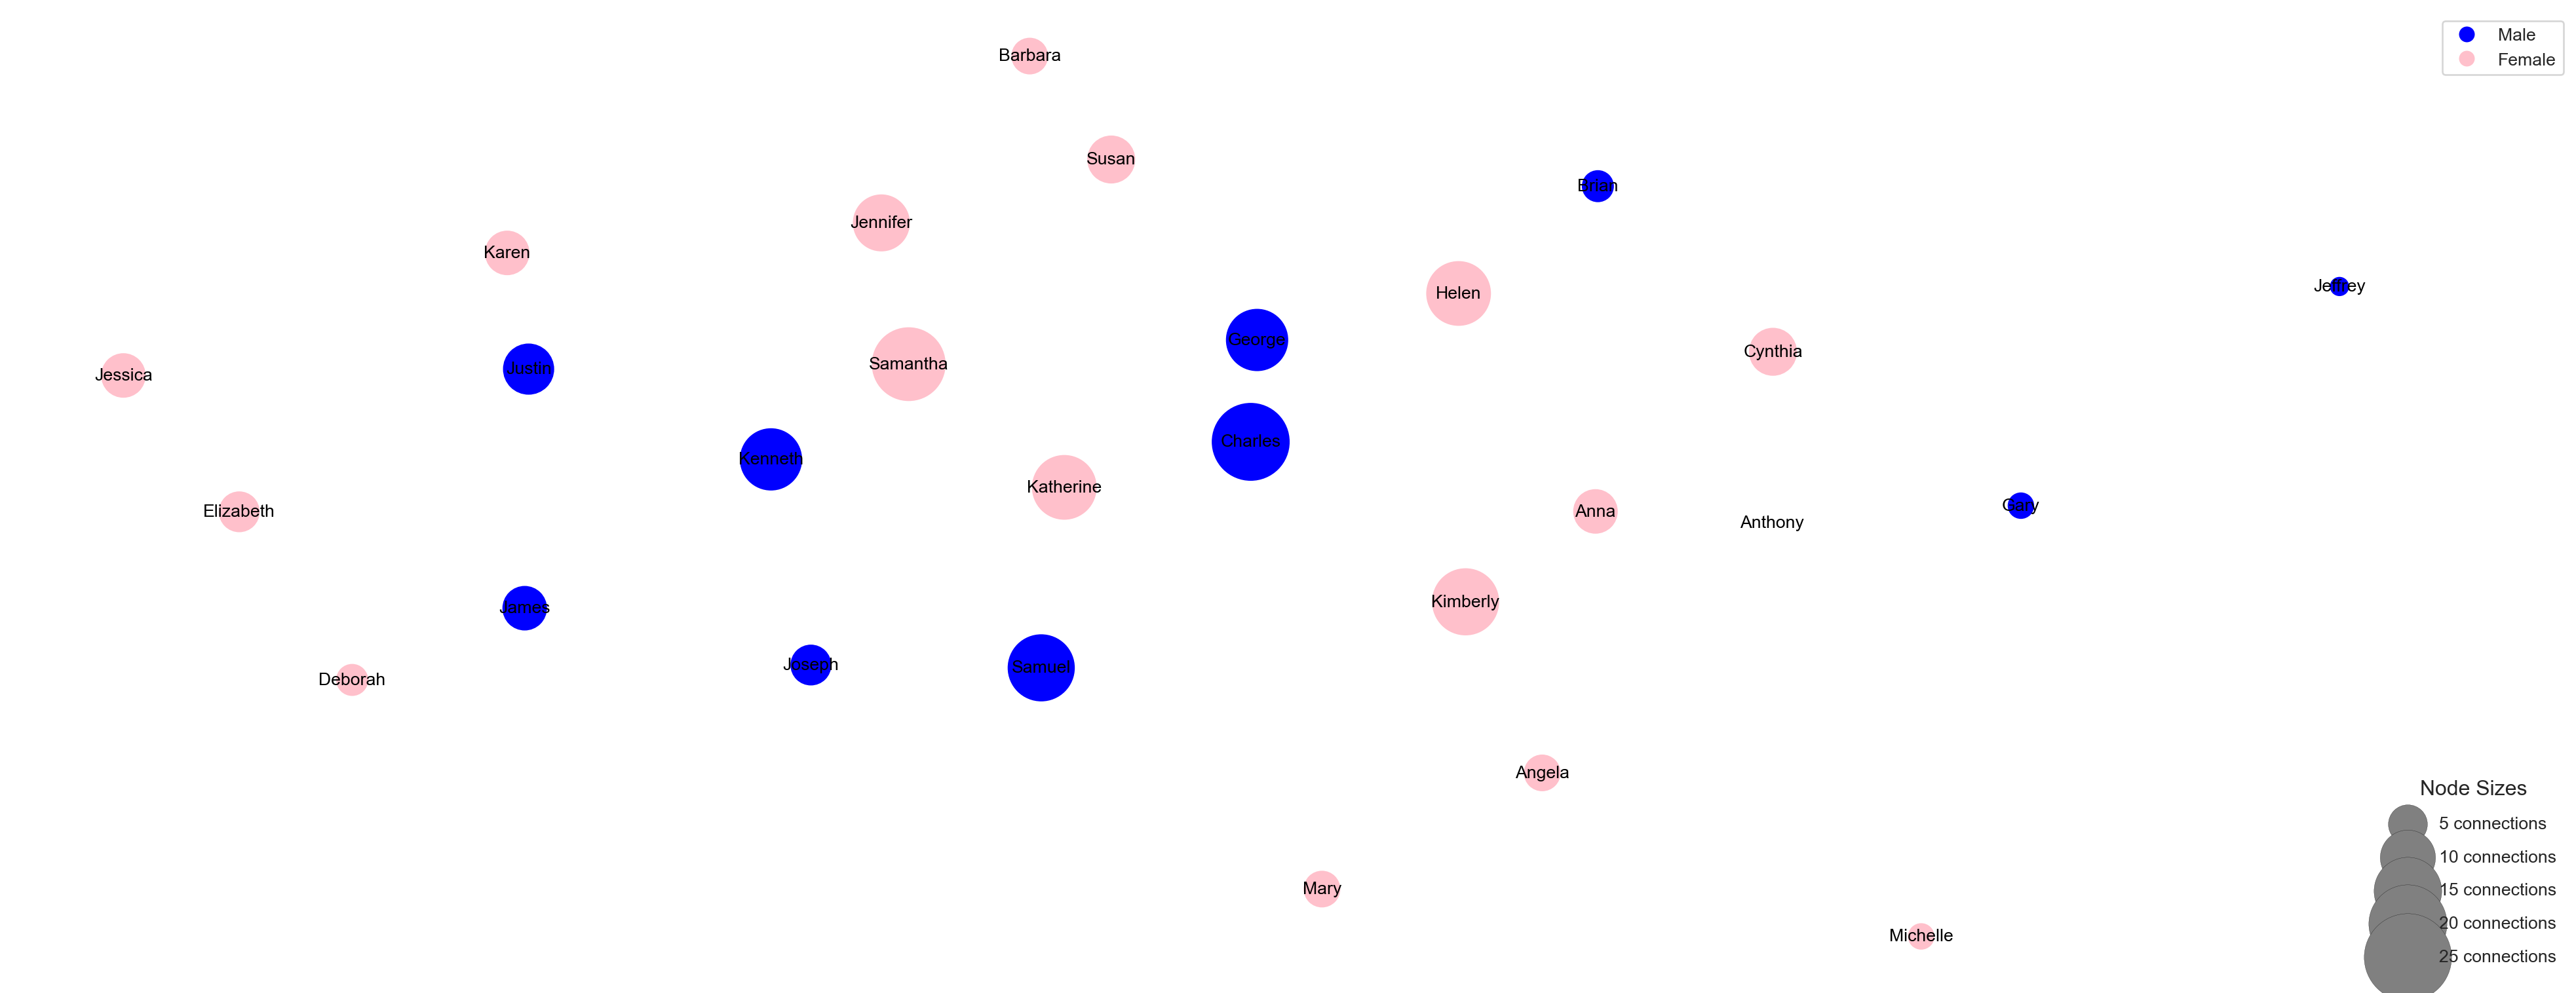 Male
Female
Barbara
Susan
Brian
Jennifer
Karen
Jeffrey
Helen
George
Cynthia
Samantha
Justin
Jessica
Charles
Kenneth
Katherine
Gary
Elizabeth
Anna
Anthony
Kimberly
James
Joseph
Samuel
Deborah
Angela
Node Sizes
5 connections
10 connections
Mary
15 connections
20 connections
Michelle
25 connections